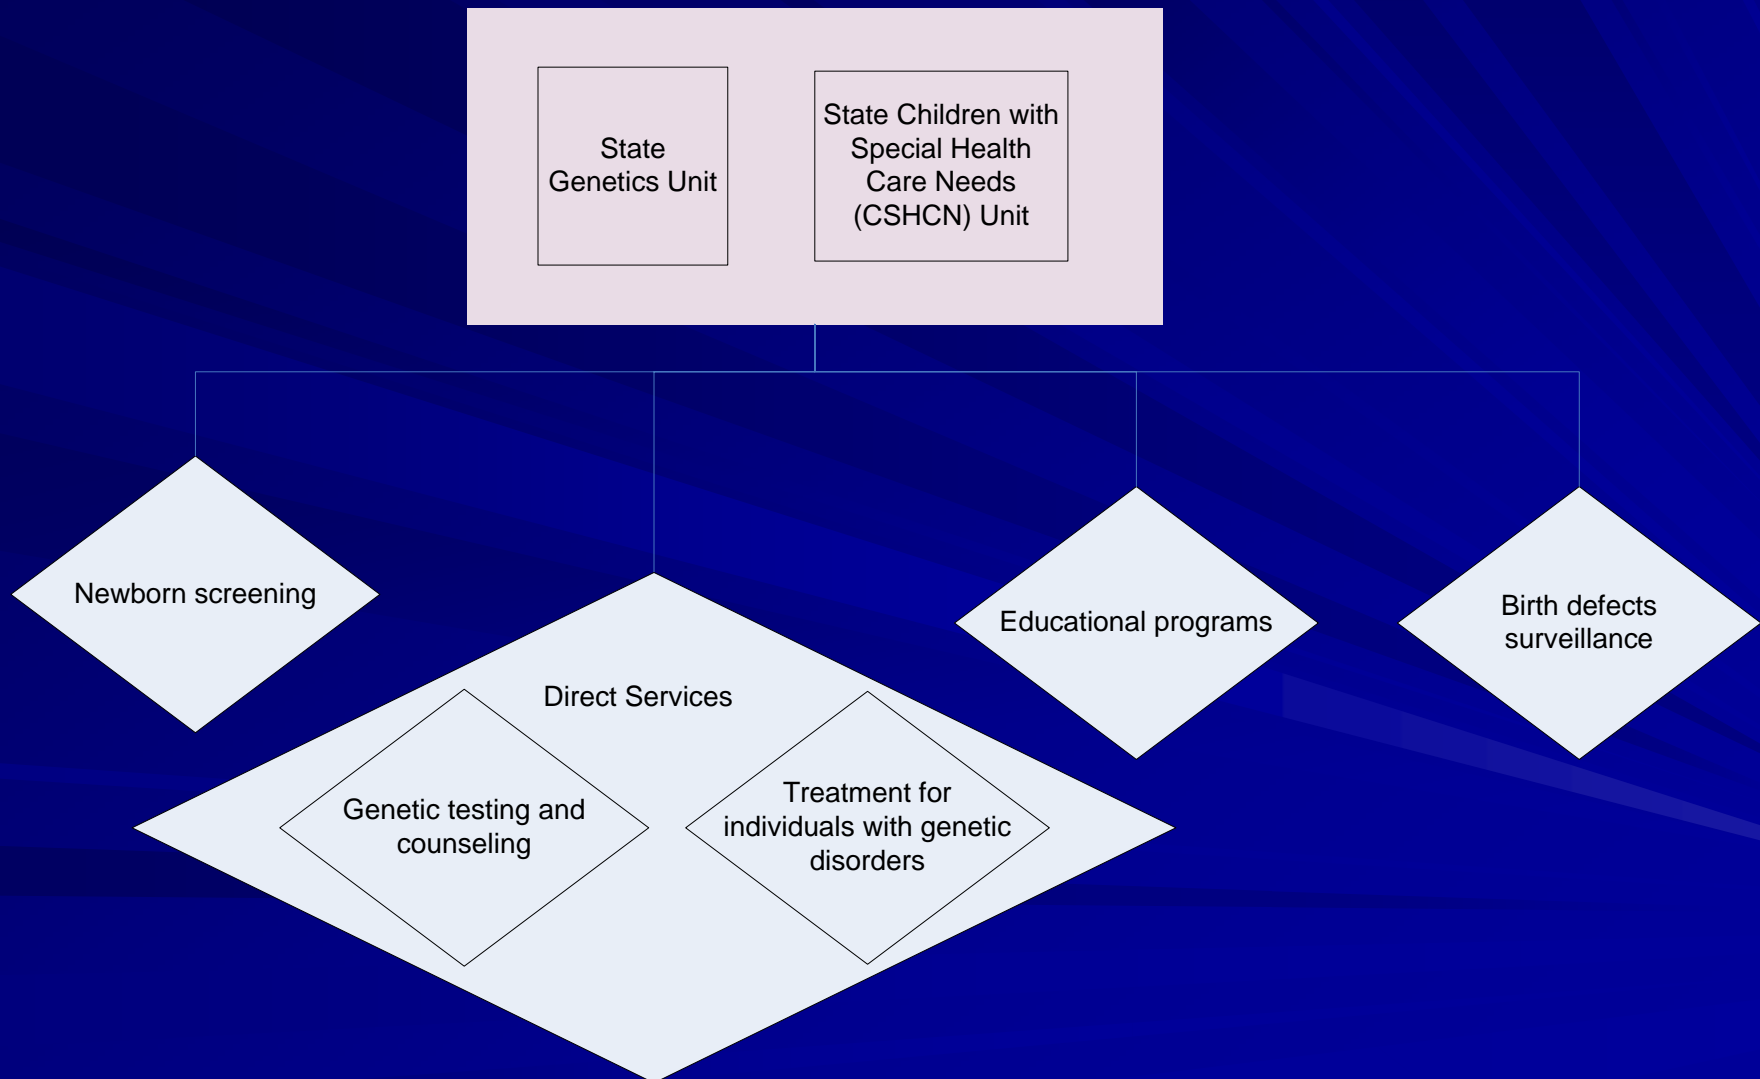 State
Genetics Unit
State Children with
Special Health
Care Needs
(CSHCN) Unit
Newborn screening
Direct Services
Genetic testing and
counseling
Treatment for
individuals with genetic
disorders
Educational programs
Birth defects
surveillance